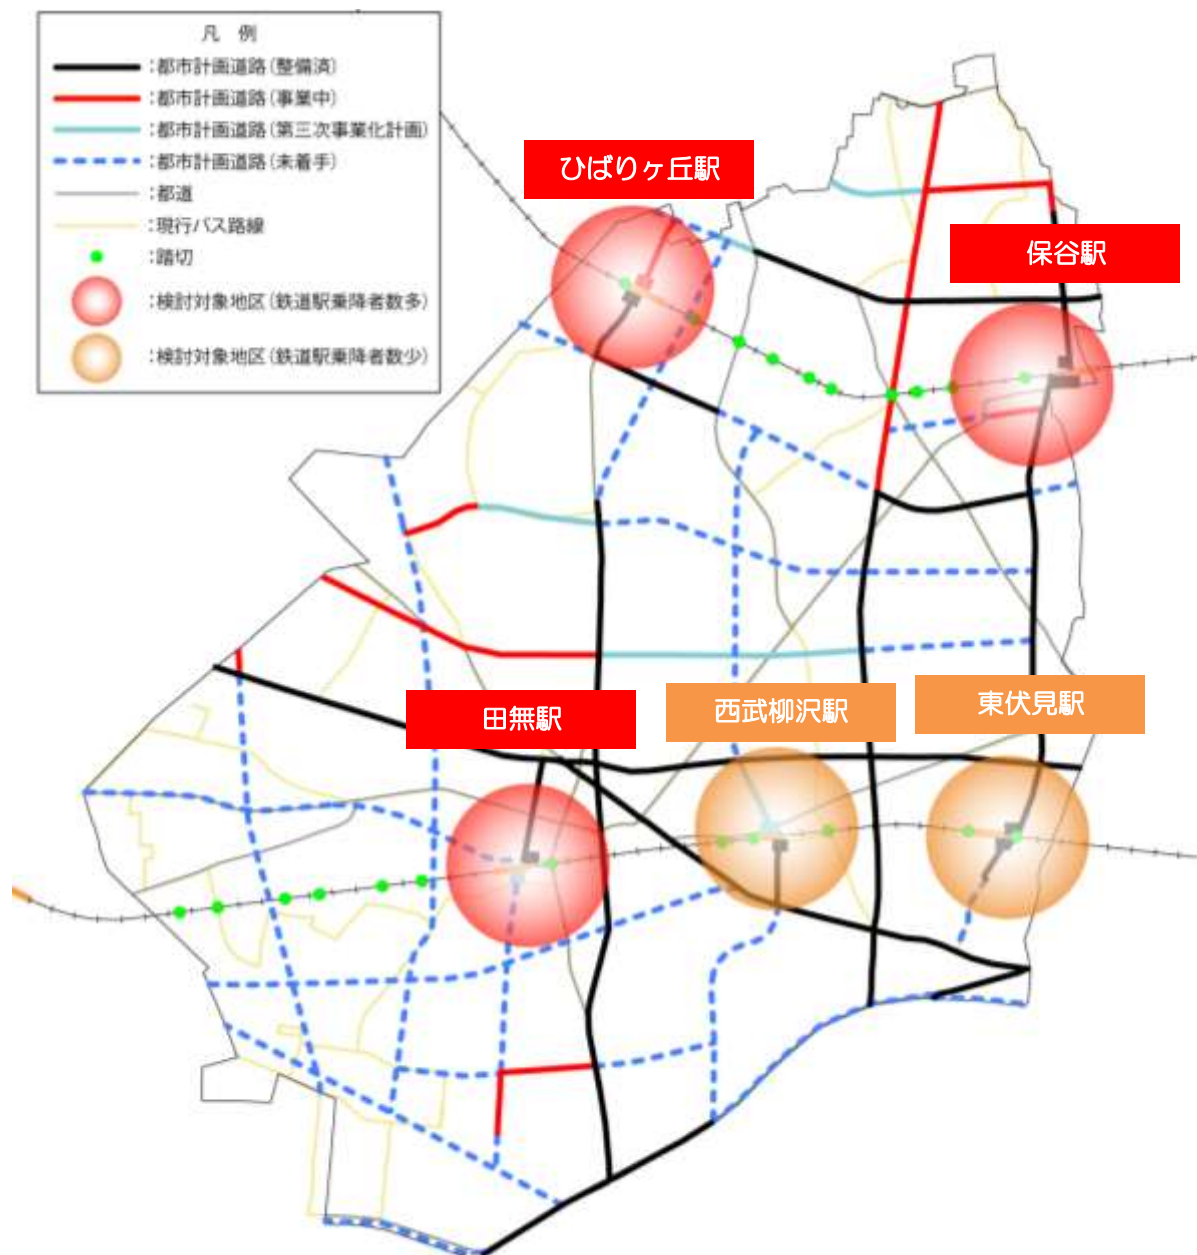 凡　例
:都市計画道路(整備済)
:都市計画道路(事業中)
:都市計画道路(第三次事業化計画)
:都市計画道路(未着手)
:都道
:現行バス路線
:踏切
:検討対象地区(鉄道駅乗降者数多)
:検討対象地区(鉄道駅乗降者数少)
ひばりヶ丘駅
保谷駅
田無駅
西武柳沢駅
東伏見駅